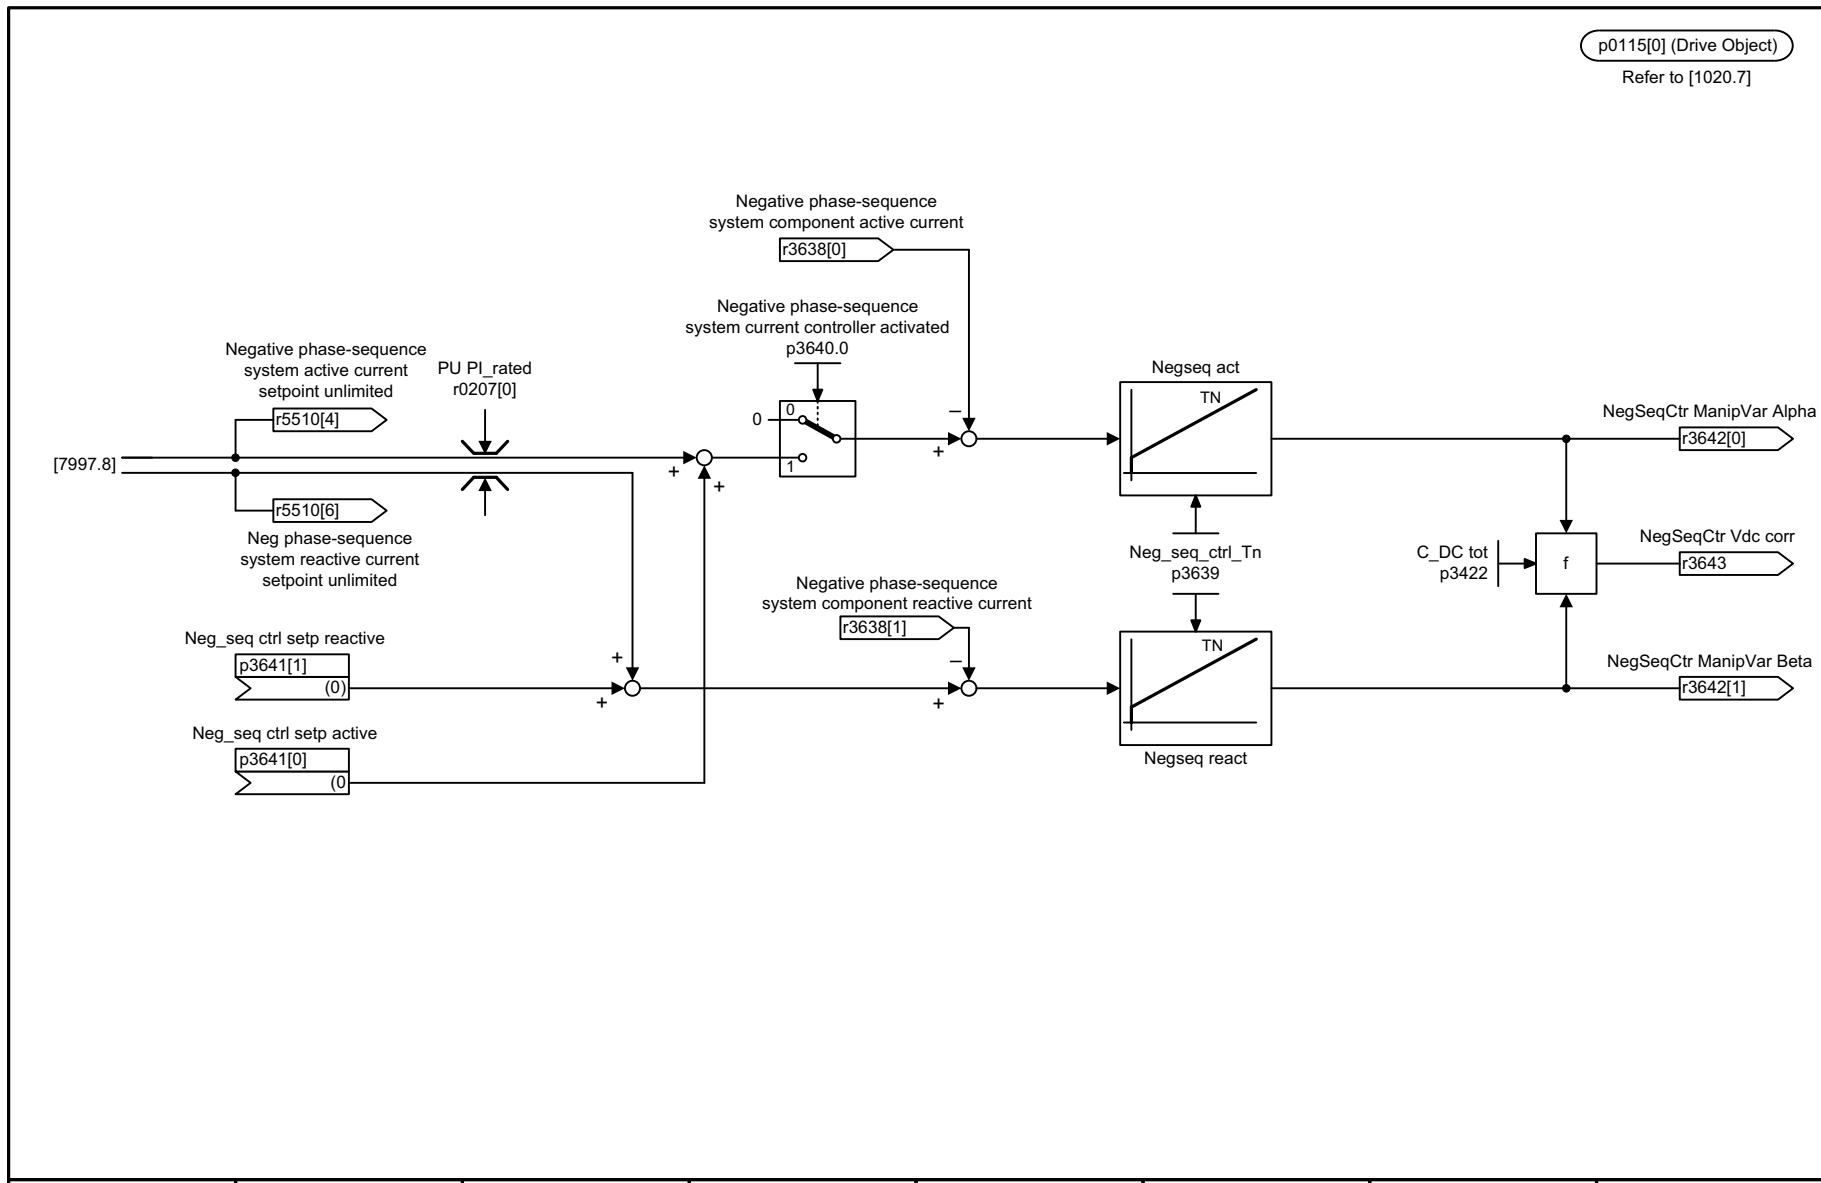 p0115[0] (Drive Object)
Refer to [1020.7]
Negative phase-sequence
system component active current
r3638[0]
Negative phase-sequence
system current controller activated
p3640.0
Negative phase-sequence
system active current
setpoint unlimited
r5510[4]
PU PI_rated
r0207[0]
0
0
1
Negseq act
TN
NegSeqCtr ManipVar Alpha
r3642[0]
[7997.8]
+
+
–
+
r5510[6]
Neg phase-sequence
system reactive current
setpoint unlimited
Neg_seq_ctrl_Tn
p3639
C_DC tot
p3422
f
NegSeqCtr Vdc corr
r3643
Negative phase-sequence
system component reactive current
r3638[1]
Neg_seq ctrl setp reactive
p3641[1]
(0)
+
+
–
+
TN
Negseq react
NegSeqCtr ManipVar Beta
r3642[1]
Neg_seq ctrl setp active
p3641[0]
(0